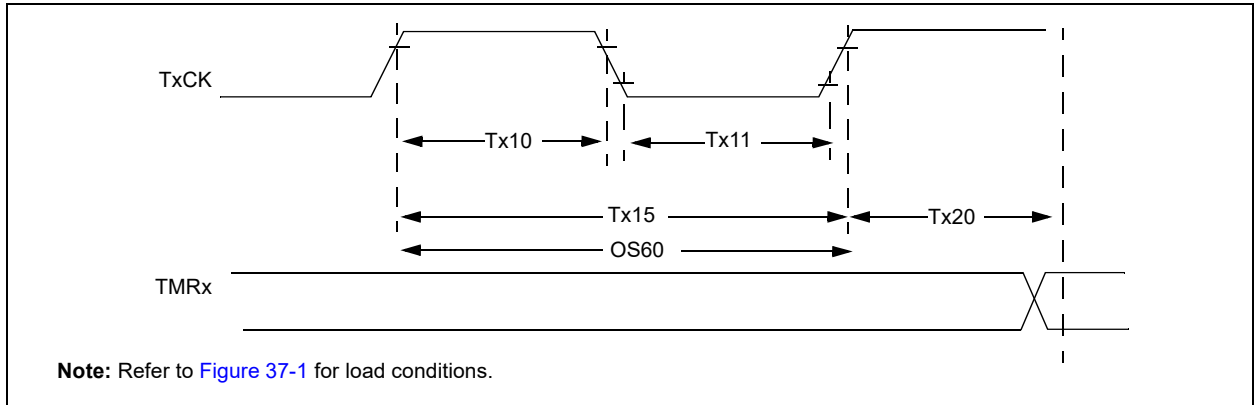 TxCK
Tx10
Tx11
Tx15
Tx20
OS60
TMRx
Note: Refer to Figure 37-1 for load conditions.